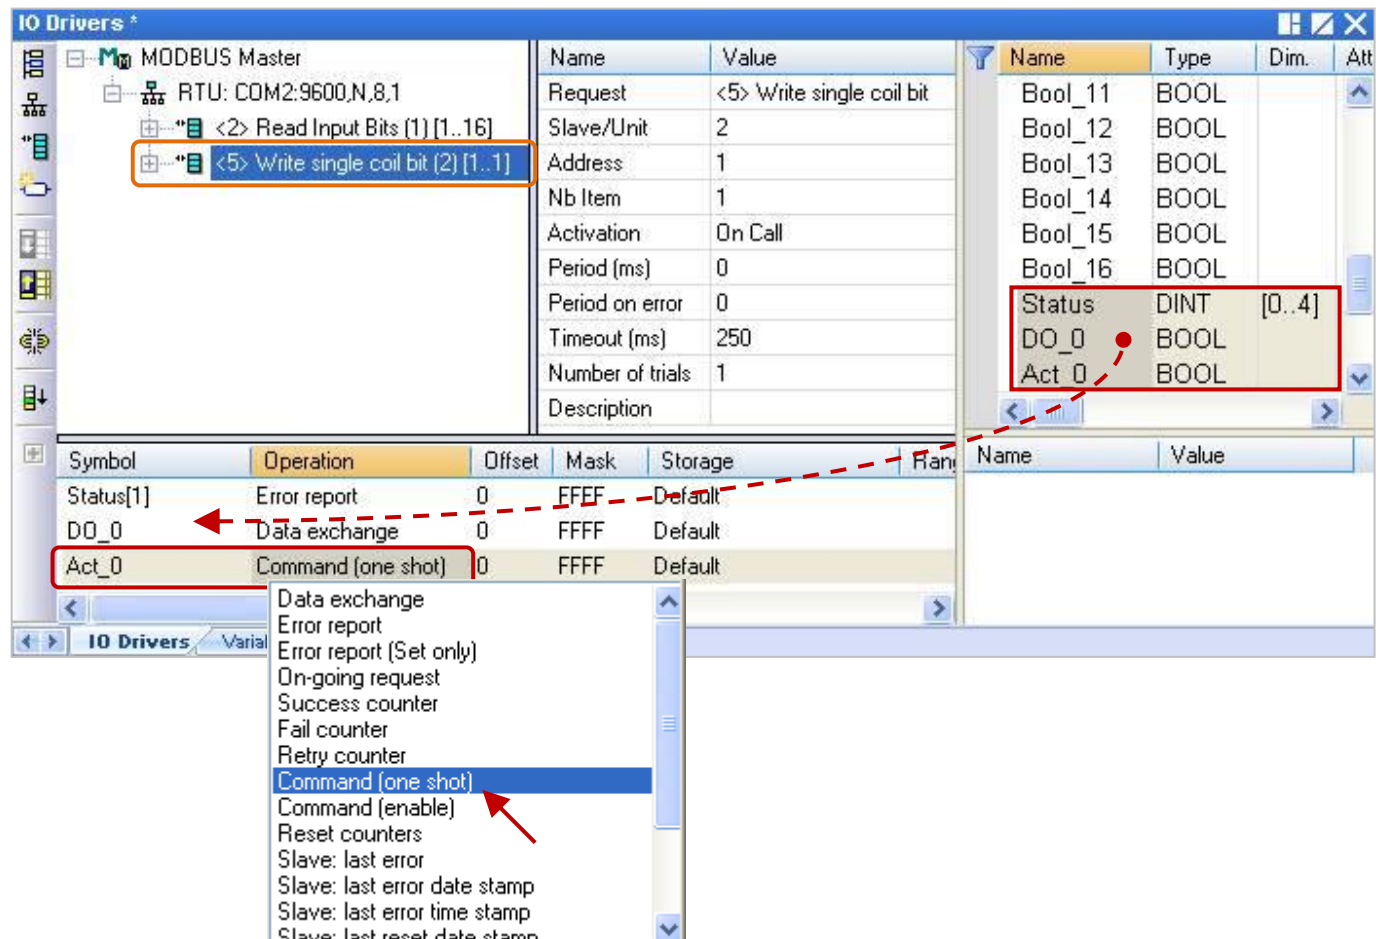 IO Drivers *
MODBUS Master
RTU: COM2:9600,N,8,1
<2> Read Input Bits (1) [1..16]
<5> Write single coil bit (2) [1..1]
Name Value
Request <5> Write single coil bit
Slave/Unit 2
Address 1
Nb Item 1
Activation On Call
Period (ms) 0
Period on error 0
Timeout (ms) 250
Number of trials 1
Description
Name Type Dim. Att
Bool_11 BOOL
Bool_12 BOOL
Bool_13 BOOL
Bool_14 BOOL
Bool_15 BOOL
Bool_16 BOOL
Status DINT [0..4]
DO_0 BOOL
Act_0 BOOL
Symbol Operation Offset Mask Storage Ran
Status[1] Error report 0 FFFF Default
DO_0 Data exchange 0 FFFF Default
Act_0 Command (one shot) 0 FFFF Default
Name Value
IO Drivers Varial
Data exchange
Error report
Error report (Set only)
On-going request
Success counter
Fail counter
Retry counter
Command (one shot)
Command (enable)
Reset counters
Slave: last error
Slave: last error date stamp
Slave: last error time stamp
Slave: last reset date stamp